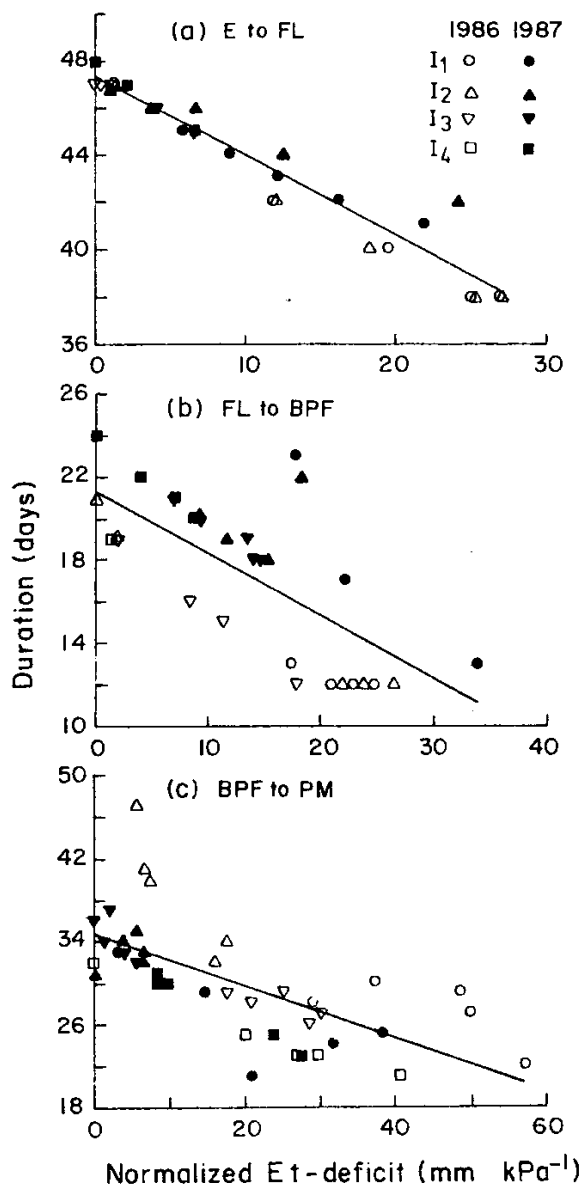 (a) E to FL
1986 1987
I1
I2
I3
I4
48
44
40
36
0 10 20 30
(b) FL to BPF
26
22
18
14
10
0 10 20 30 40
(c) BPF to PM
50
42
34
26
18
0 20 40 60
Duration (days)
Normalized Et-deficit (mm kPa⁻¹)